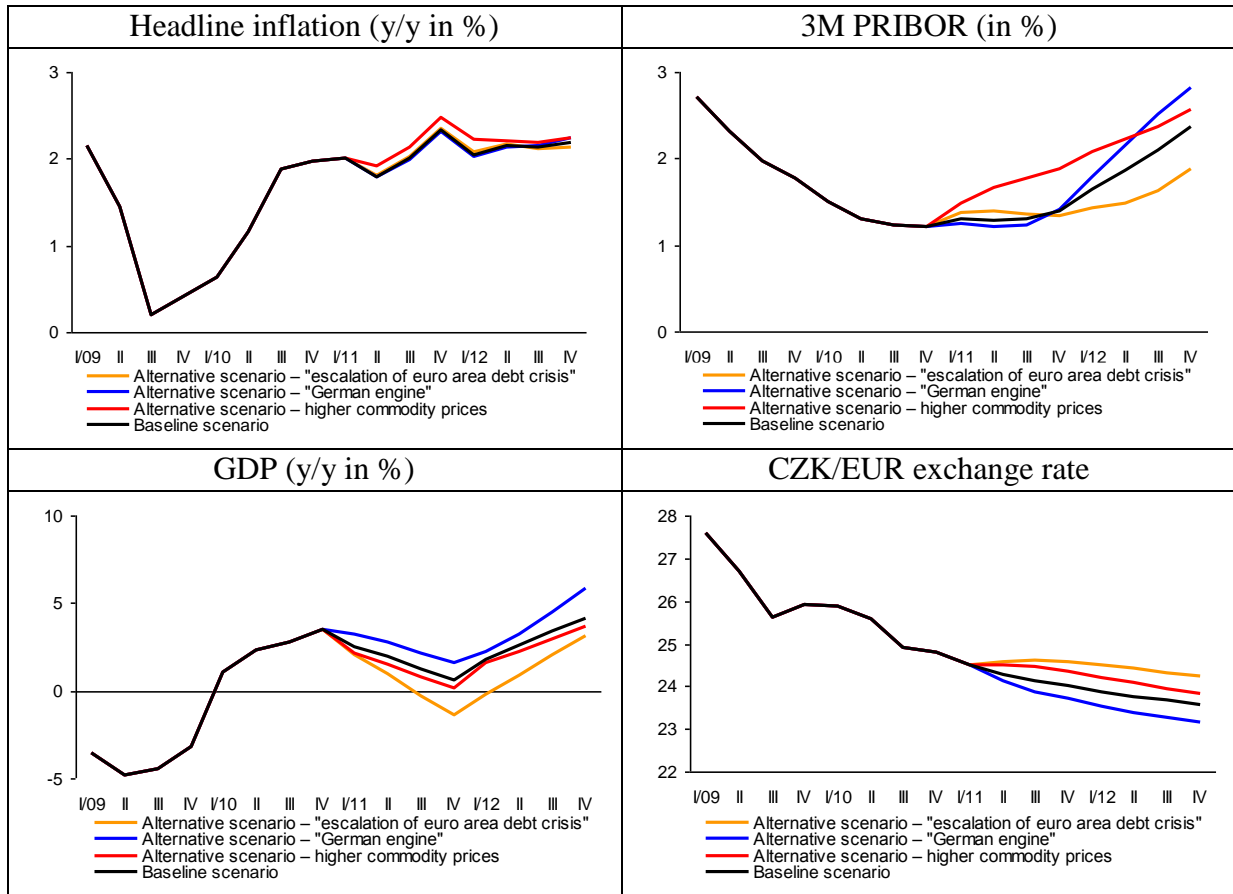 Headline inflation (y/y in %)
3
2
1
0
I/09 II III IV I/10 II III IV I/11 II III IV I/12 II III IV
Alternative scenario – "escalation of euro area debt crisis"
Alternative scenario – "German engine"
Alternative scenario – higher commodity prices
Baseline scenario
3M PRIBOR (in %)
3
2
1
0
I/09 II III IV I/10 II III IV I/11 II III IV I/12 II III IV
Alternative scenario – "escalation of euro area debt crisis"
Alternative scenario – "German engine"
Alternative scenario – higher commodity prices
Baseline scenario
GDP (y/y in %)
10
5
0
-5
I/09 II III IV I/10 II III IV I/11 II III IV I/12 II III IV
Alternative scenario – "escalation of euro area debt crisis"
Alternative scenario – "German engine"
Alternative scenario – higher commodity prices
Baseline scenario
CZK/EUR exchange rate
28
27
26
25
24
23
22
I/09 II III IV I/10 II III IV I/11 II III IV I/12 II III IV
Alternative scenario – "escalation of euro area debt crisis"
Alternative scenario – "German engine"
Alternative scenario – higher commodity prices
Baseline scenario